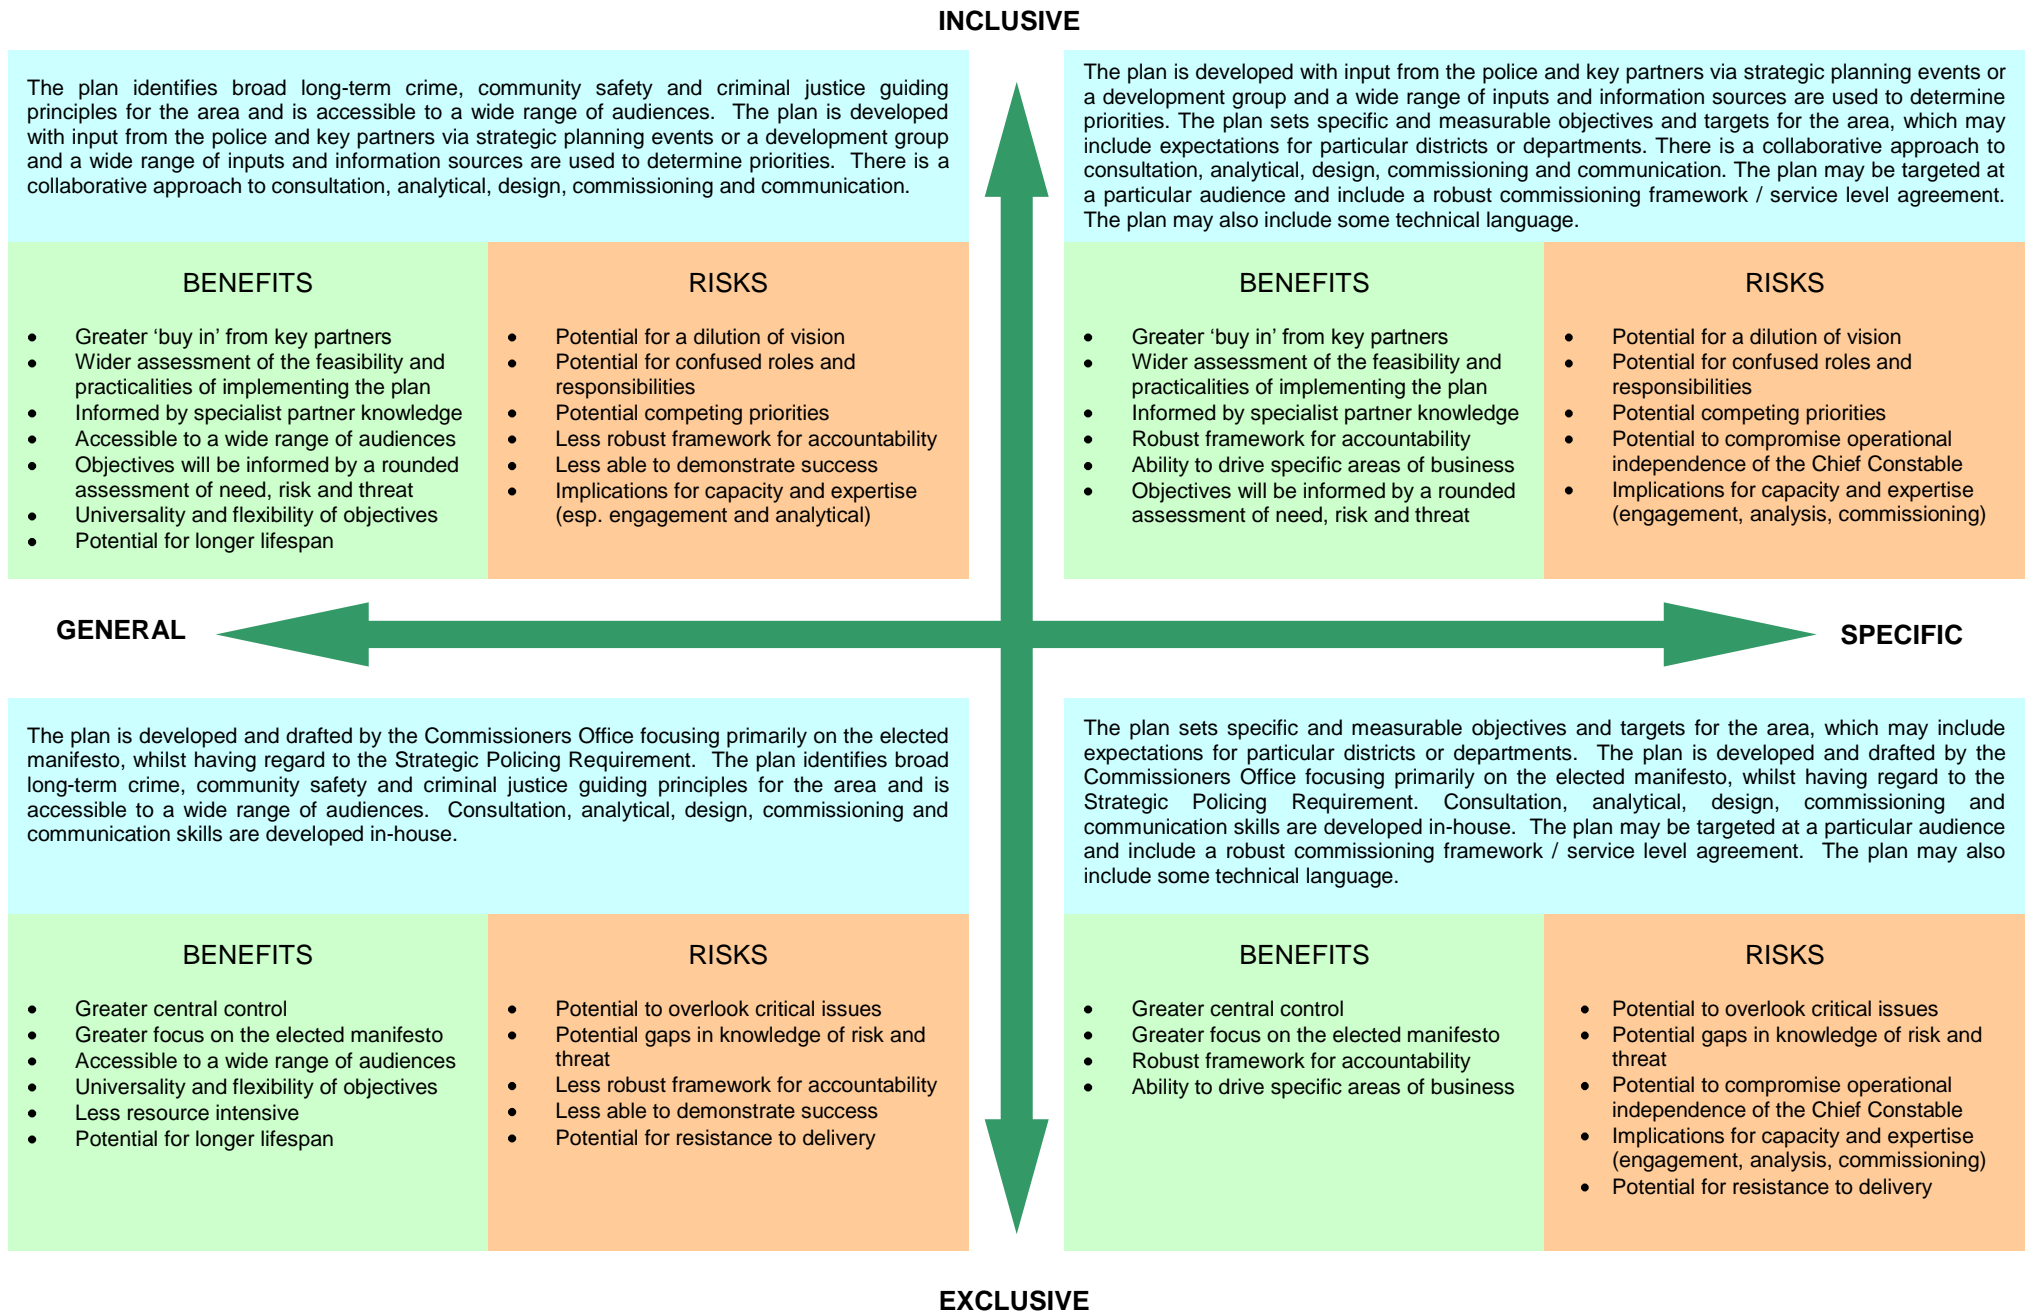 INCLUSIVE
The plan identifies broad long-term crime, community safety and criminal justice guiding
principles for the area and is accessible to a wide range of audiences. The plan is developed
with input from the police and key partners via strategic planning events or a development group
and a wide range of inputs and information sources are used to determine priorities. There is a
collaborative approach to consultation, analytical, design, commissioning and communication.
BENEFITS
• Greater ‘buy in’ from key partners
• Wider assessment of the feasibility and
practicalities of implementing the plan
• Informed by specialist partner knowledge
• Accessible to a wide range of audiences
• Objectives will be informed by a rounded
assessment of need, risk and threat
• Universality and flexibility of objectives
• Potential for longer lifespan
RISKS
• Potential for a dilution of vision
• Potential for confused roles and
responsibilities
• Potential competing priorities
• Less robust framework for accountability
• Less able to demonstrate success
• Implications for capacity and expertise
(esp. engagement and analytical)
The plan is developed with input from the police and key partners via strategic planning events or
a development group and a wide range of inputs and information sources are used to determine
priorities. The plan sets specific and measurable objectives and targets for the area, which may
include expectations for particular districts or departments. There is a collaborative approach to
consultation, analytical, design, commissioning and communication. The plan may be targeted at
a particular audience and include a robust commissioning framework / service level agreement.
The plan may also include some technical language.
BENEFITS
• Greater ‘buy in’ from key partners
• Wider assessment of the feasibility and
practicalities of implementing the plan
• Informed by specialist partner knowledge
• Robust framework for accountability
• Ability to drive specific areas of business
• Objectives will be informed by a rounded
assessment of need, risk and threat
RISKS
• Potential for a dilution of vision
• Potential for confused roles and
responsibilities
• Potential competing priorities
• Potential to compromise operational
independence of the Chief Constable
• Implications for capacity and expertise
(engagement, analysis, commissioning)
GENERAL
SPECIFIC
The plan is developed and drafted by the Commissioners Office focusing primarily on the elected
manifesto, whilst having regard to the Strategic Policing Requirement. The plan identifies broad
long-term crime, community safety and criminal justice guiding principles for the area and is
accessible to a wide range of audiences. Consultation, analytical, design, commissioning and
communication skills are developed in-house.
BENEFITS
• Greater central control
• Greater focus on the elected manifesto
• Accessible to a wide range of audiences
• Universality and flexibility of objectives
• Less resource intensive
• Potential for longer lifespan
RISKS
• Potential to overlook critical issues
• Potential gaps in knowledge of risk and
threat
• Less robust framework for accountability
• Less able to demonstrate success
• Potential for resistance to delivery
The plan sets specific and measurable objectives and targets for the area, which may include
expectations for particular districts or departments. The plan is developed and drafted by the
Commissioners Office focusing primarily on the elected manifesto, whilst having regard to the
Strategic Policing Requirement. Consultation, analytical, design, commissioning and
communication skills are developed in-house. The plan may be targeted at a particular audience
and include a robust commissioning framework / service level agreement. The plan may also
include some technical language.
BENEFITS
• Greater central control
• Greater focus on the elected manifesto
• Robust framework for accountability
• Ability to drive specific areas of business
RISKS
• Potential to overlook critical issues
• Potential gaps in knowledge of risk and
threat
• Potential to compromise operational
independence of the Chief Constable
• Implications for capacity and expertise
(engagement, analysis, commissioning)
• Potential for resistance to delivery
EXCLUSIVE